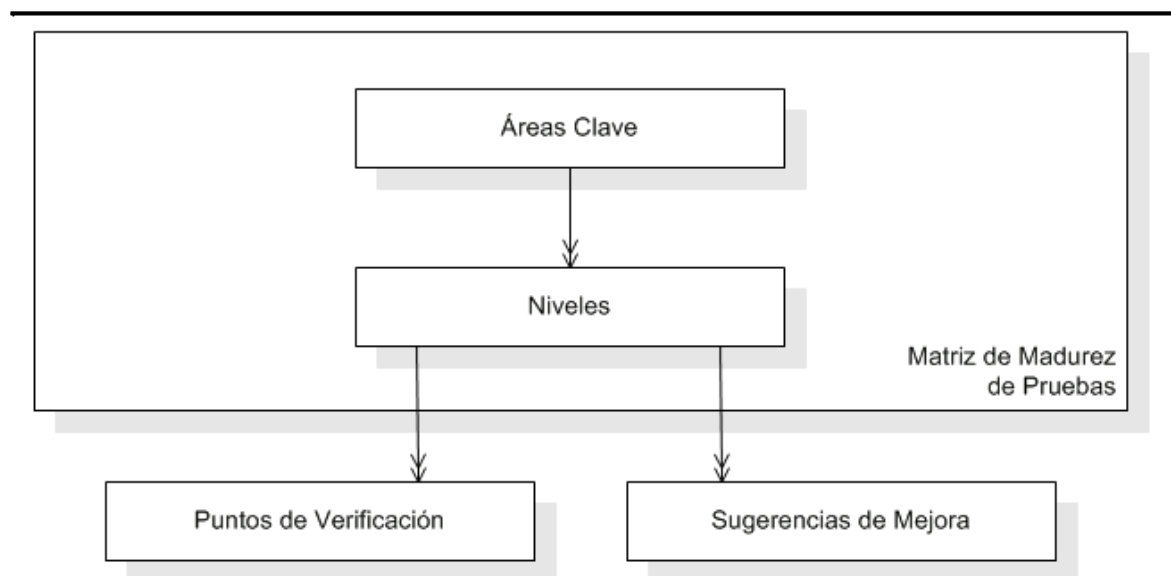 Áreas Clave
Niveles
Matriz de Madurez
de Pruebas
Puntos de Verificación
Sugerencias de Mejora